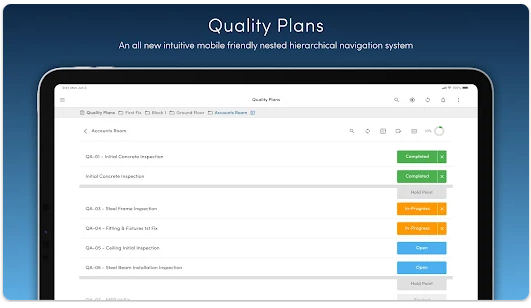 Quality Plans
An all new intuitive mobile friendly nested hierarchical navigation system
Quality Plans
Quality Plans First Fix Block 1 Ground Floor Accounts Room
Accounts Room
QA-01 - Initial Concrete Inspection Completed
Initial Concrete Inspection Completed
Hold Point
QA-03 - Steel Frame Inspection In-Progress
QA-04 - Fitting & Fixtures 1st Fix In-Progress
QA-05 - Ceiling Initial Inspection Open
QA-06 - Steel Beam Installation Inspection Open
Hold Point